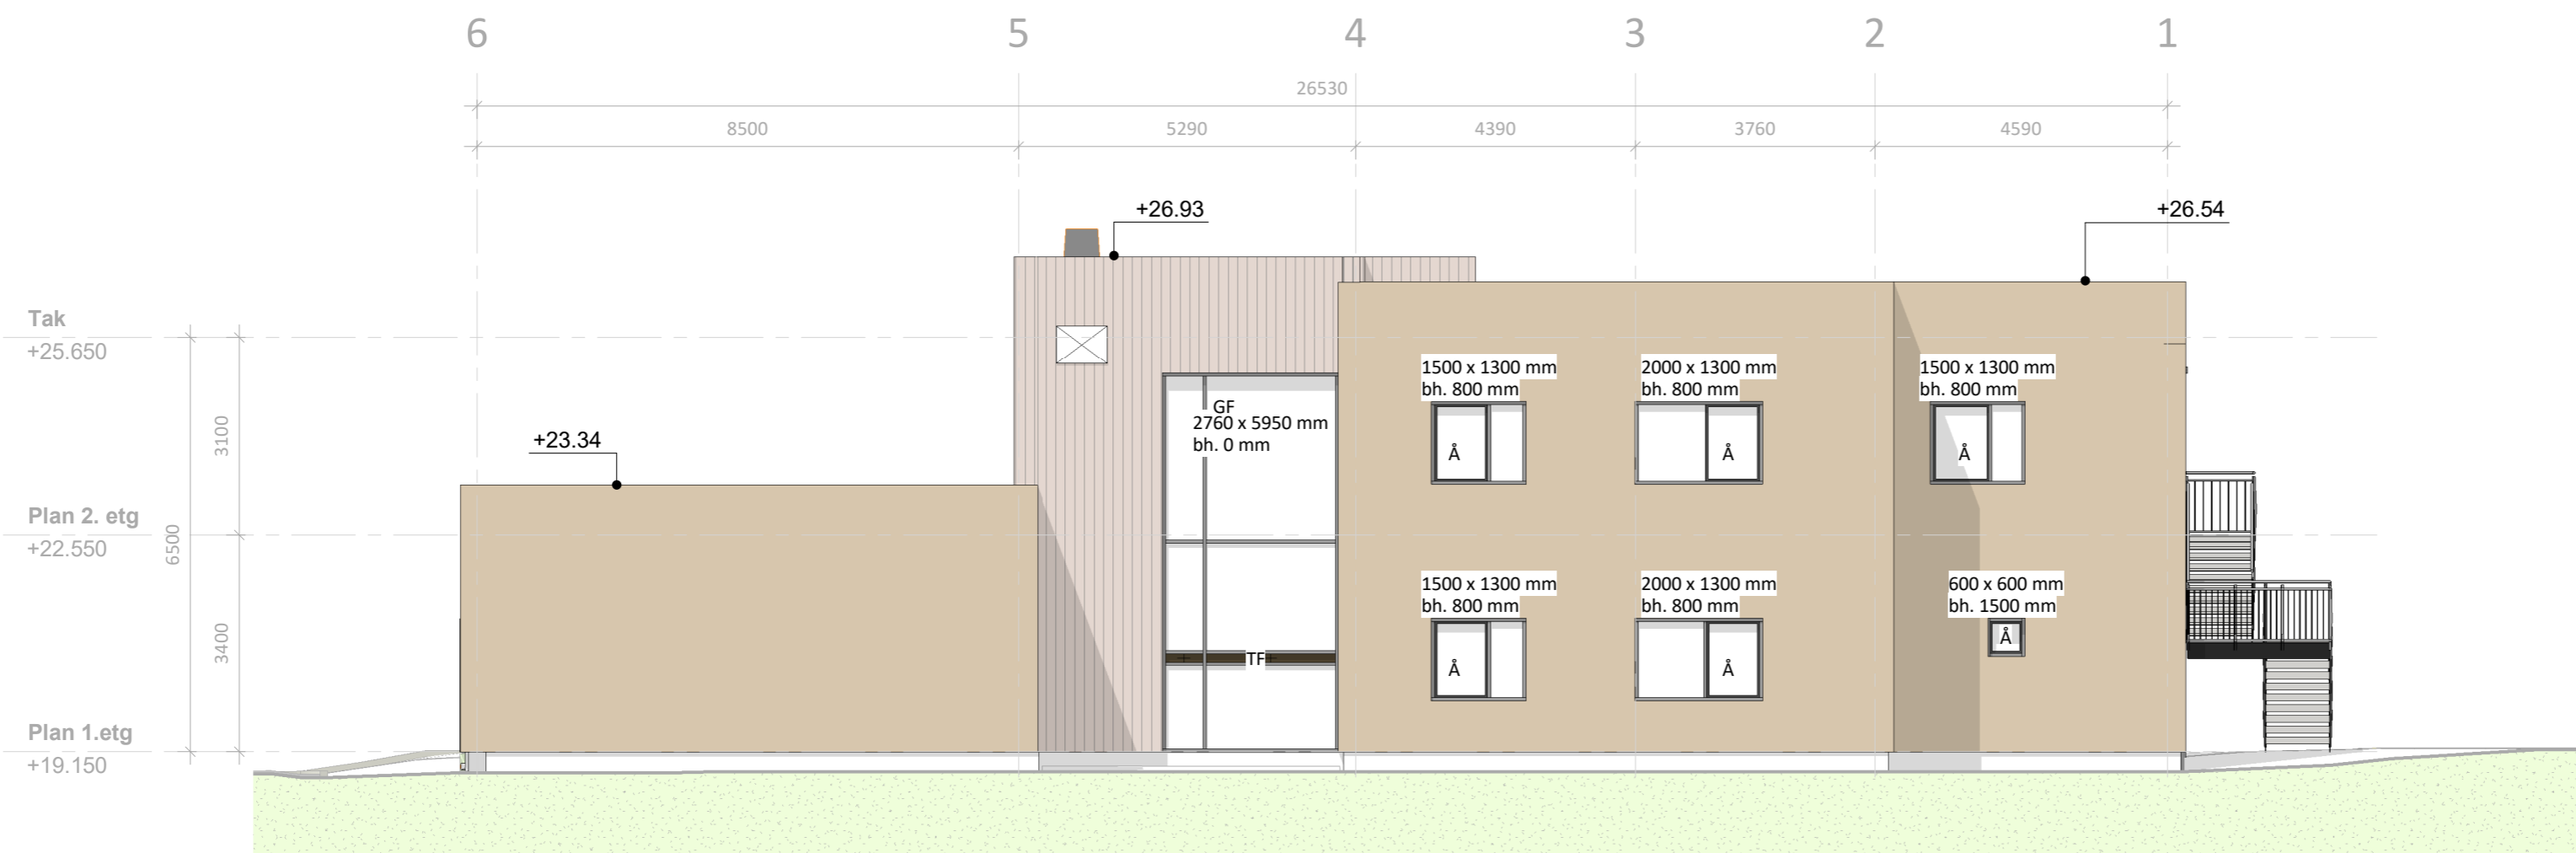 6 5 4 3 2 1
26530
8500 5290 4390 3760 4590
+26.93
+26.54
Tak
+25.650
1500 x 1300 mm
bh. 800 mm
2000 x 1300 mm
bh. 800 mm
1500 x 1300 mm
bh. 800 mm
GF
2760 x 5950 mm
bh. 0 mm
+23.34
3100
Å
Å
Å
Plan 2. etg
+22.550
6500
1500 x 1300 mm
bh. 800 mm
2000 x 1300 mm
bh. 800 mm
600 x 600 mm
bh. 1500 mm
3400
TF
Å
Å
Å
Plan 1.etg
+19.150